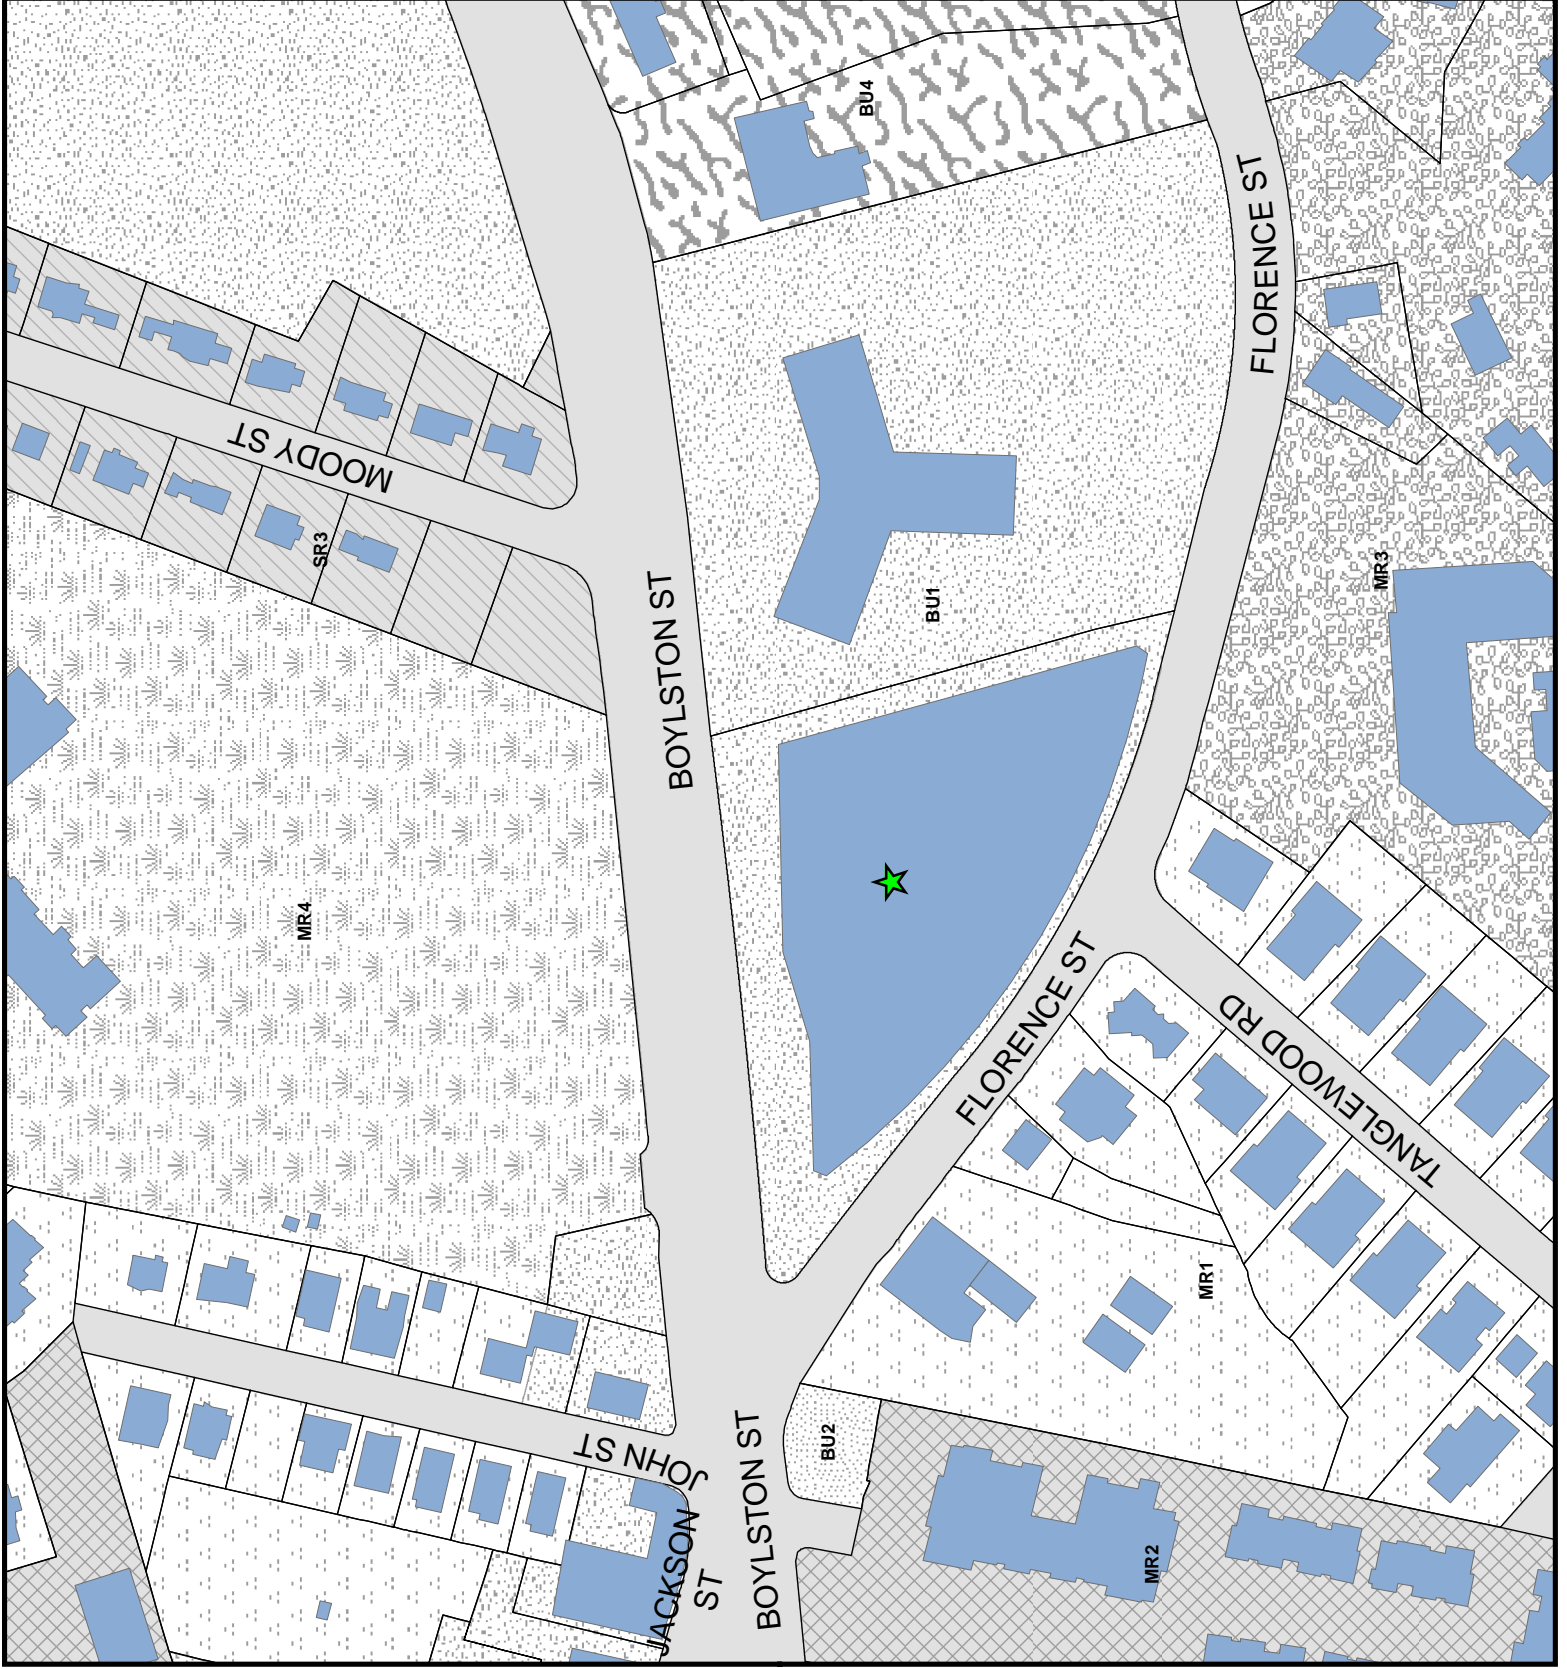 BU4
FLORENCE ST
MOODY ST
SR3
BOYLSTON ST
BU1
MR3
MR4
FLORENCE ST
TANGLEWOOD RD
MR1
JOHN ST
BOYLSTON ST
BU2
JACKSON
ST
MR2